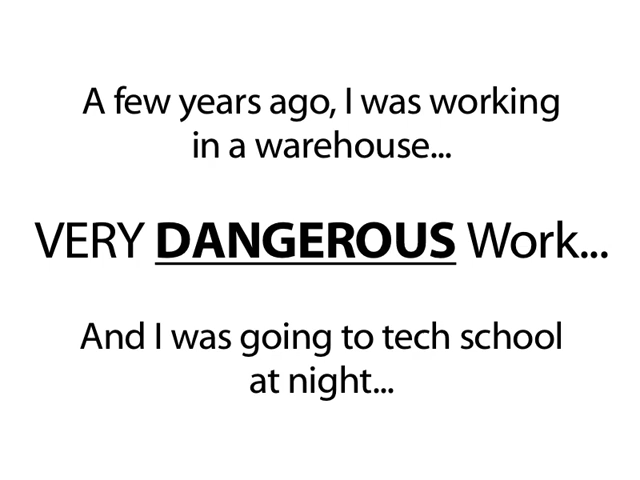 A few years ago, I was working
in a warehouse...
VERY DANGEROUS Work...
And I was going to tech school
at night...